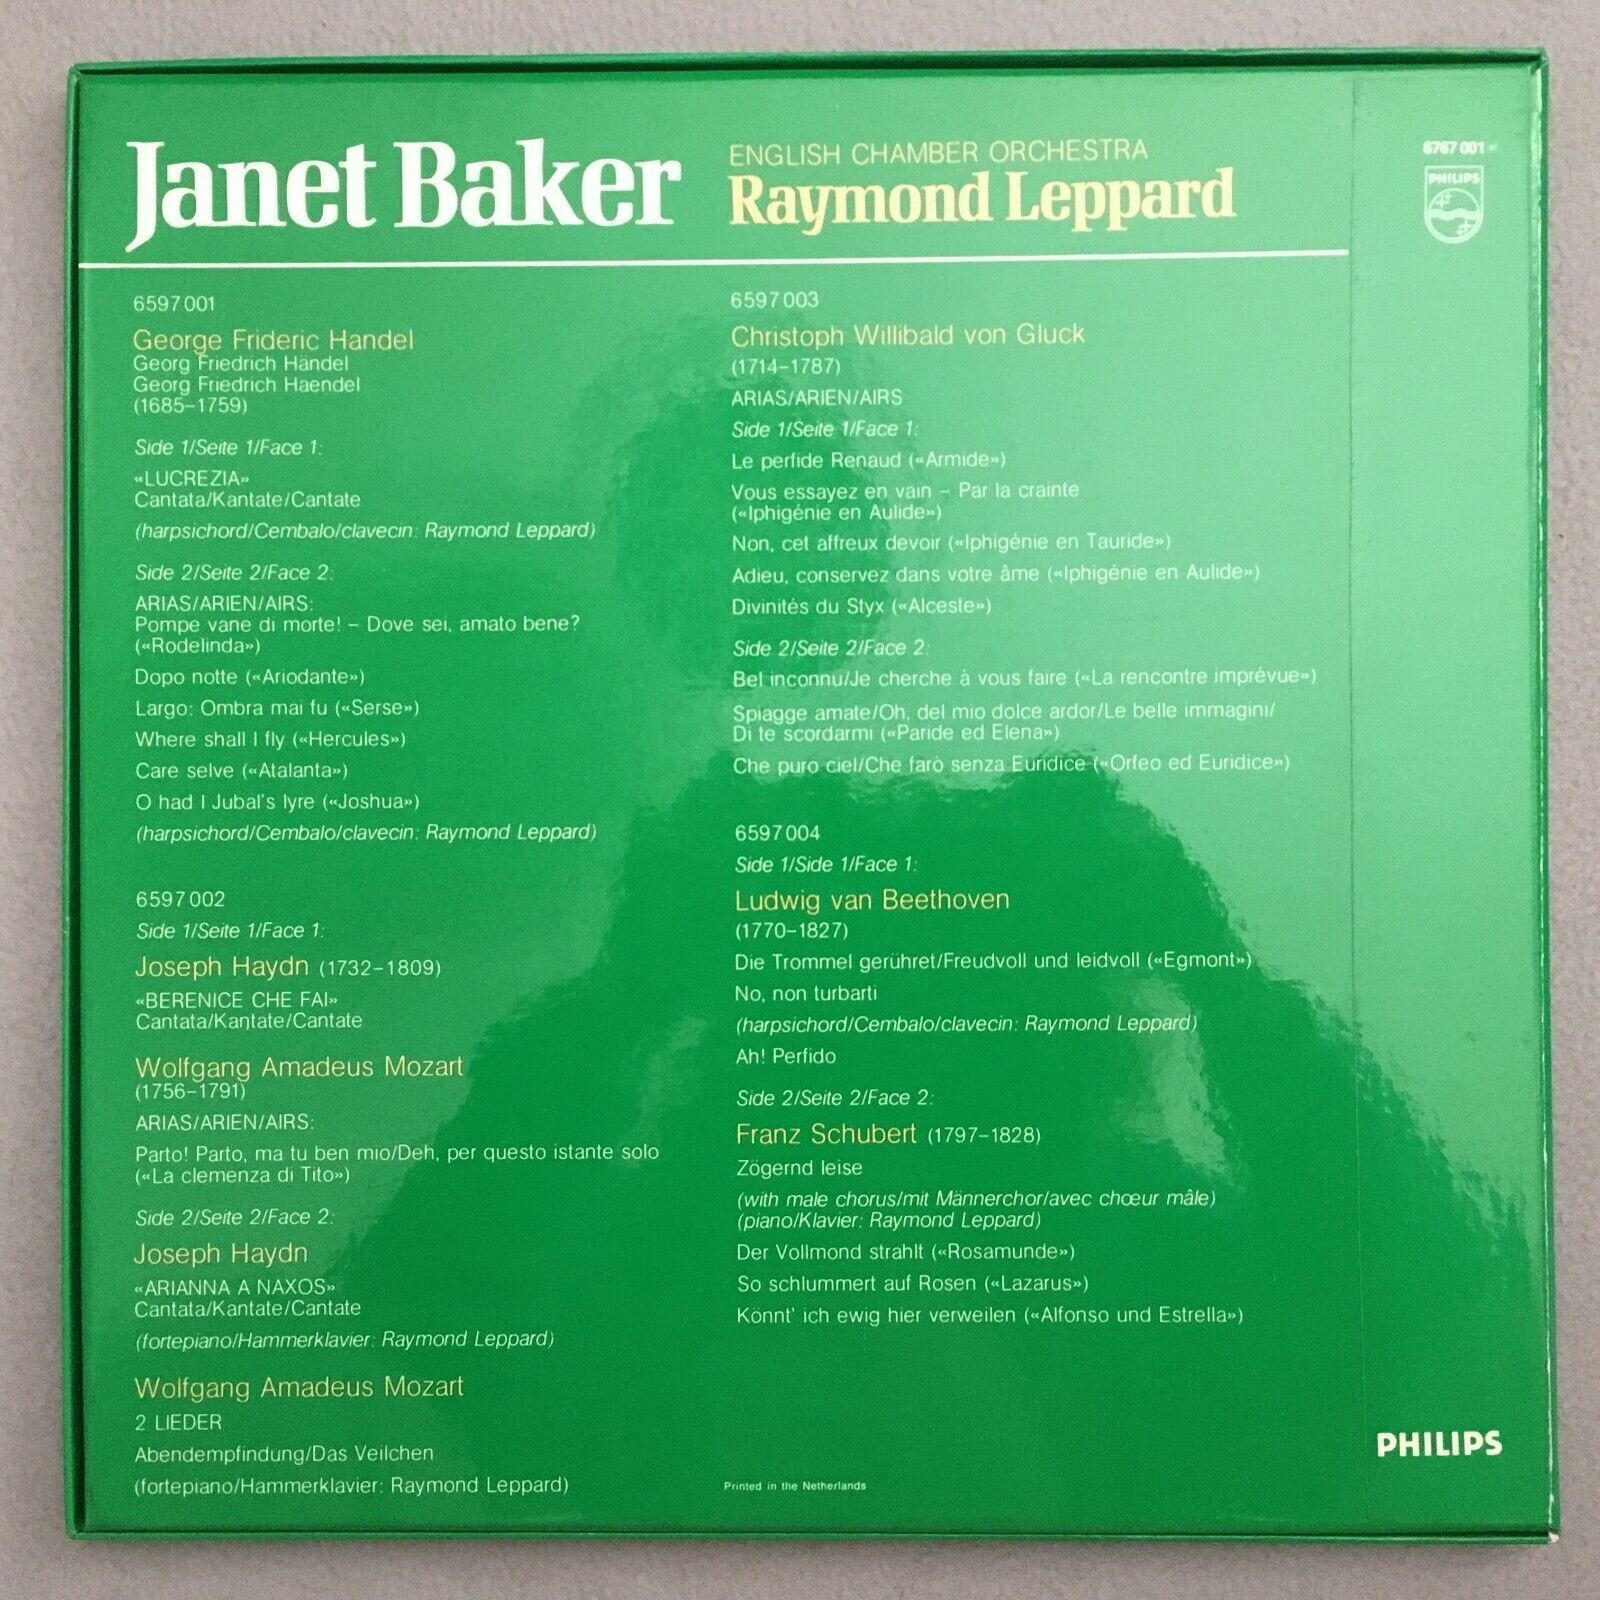 Janet Baker
ENGLISH CHAMBER ORCHESTRA
Raymond Leppard
6767 001
PHILIPS
6597 001
George Frideric Handel
Georg Friedrich Händel
Georg Friedrich Haendel
(1685–1759)
Side 1/Seite 1/Face 1:
«LUCREZIA»
Cantata/Kantate/Cantate
(harpsichord/Cembalo/clavecin: Raymond Leppard)
Side 2/Seite 2/Face 2:
ARIAS/ARIEN/AIRS:
Pompe vane di morte! – Dove sei, amato bene?
(«Rodelinda»)
Dopo notte («Ariodante»)
Largo: Ombra mai fu («Serse»)
Where shall I fly («Hercules»)
Care selve («Atalanta»)
O had I Jubal's lyre («Joshua»)
(harpsichord/Cembalo/clavecin: Raymond Leppard)
6597 002
Side 1/Seite 1/Face 1:
Joseph Haydn (1732–1809)
«BERENICE CHE FAI»
Cantata/Kantate/Cantate
Wolfgang Amadeus Mozart
(1756–1791)
ARIAS/ARIEN/AIRS:
Parto! Parto, ma tu ben mio/Deh, per questo istante solo
(«La clemenza di Tito»)
Side 2/Seite 2/Face 2:
Joseph Haydn
«ARIANNA A NAXOS»
Cantata/Kantate/Cantate
(fortepiano/Hammerklavier: Raymond Leppard)
Wolfgang Amadeus Mozart
2 LIEDER
Abendempfindung/Das Veilchen
(fortepiano/Hammerklavier: Raymond Leppard)
6597 003
Christoph Willibald von Gluck
(1714–1787)
ARIAS/ARIEN/AIRS
Side 1/Seite 1/Face 1:
Le perfide Renaud («Armide»)
Vous essayez en vain – Par la crainte
(«Iphigénie en Aulide»)
Non, cet affreux devoir («Iphigénie en Tauride»)
Adieu, conservez dans votre âme («Iphigénie en Aulide»)
Divinités du Styx («Alceste»)
Side 2/Seite 2/Face 2:
Bel inconnu/Je cherche à vous faire («La rencontre imprévue»)
Spiagge amate/Oh, del mio dolce ardor/Le belle immagini/
Di te scordarmi («Paride ed Elena»)
Che puro ciel/Che farò senza Euridice («Orfeo ed Euridice»)
6597 004
Side 1/Side 1/Face 1:
Ludwig van Beethoven
(1770–1827)
Die Trommel gerühret/Freudvoll und leidvoll («Egmont»)
No, non turbarti
(harpsichord/Cembalo/clavecin: Raymond Leppard)
Ah! Perfido
Side 2/Seite 2/Face 2:
Franz Schubert (1797–1828)
Zögernd leise
(with male chorus/mit Männerchor/avec chœur mâle)
(piano/Klavier: Raymond Leppard)
Der Vollmond strahlt («Rosamunde»)
So schlummert auf Rosen («Lazarus»)
Könnt' ich ewig hier verweilen («Alfonso und Estrella»)
Printed in the Netherlands
PHILIPS